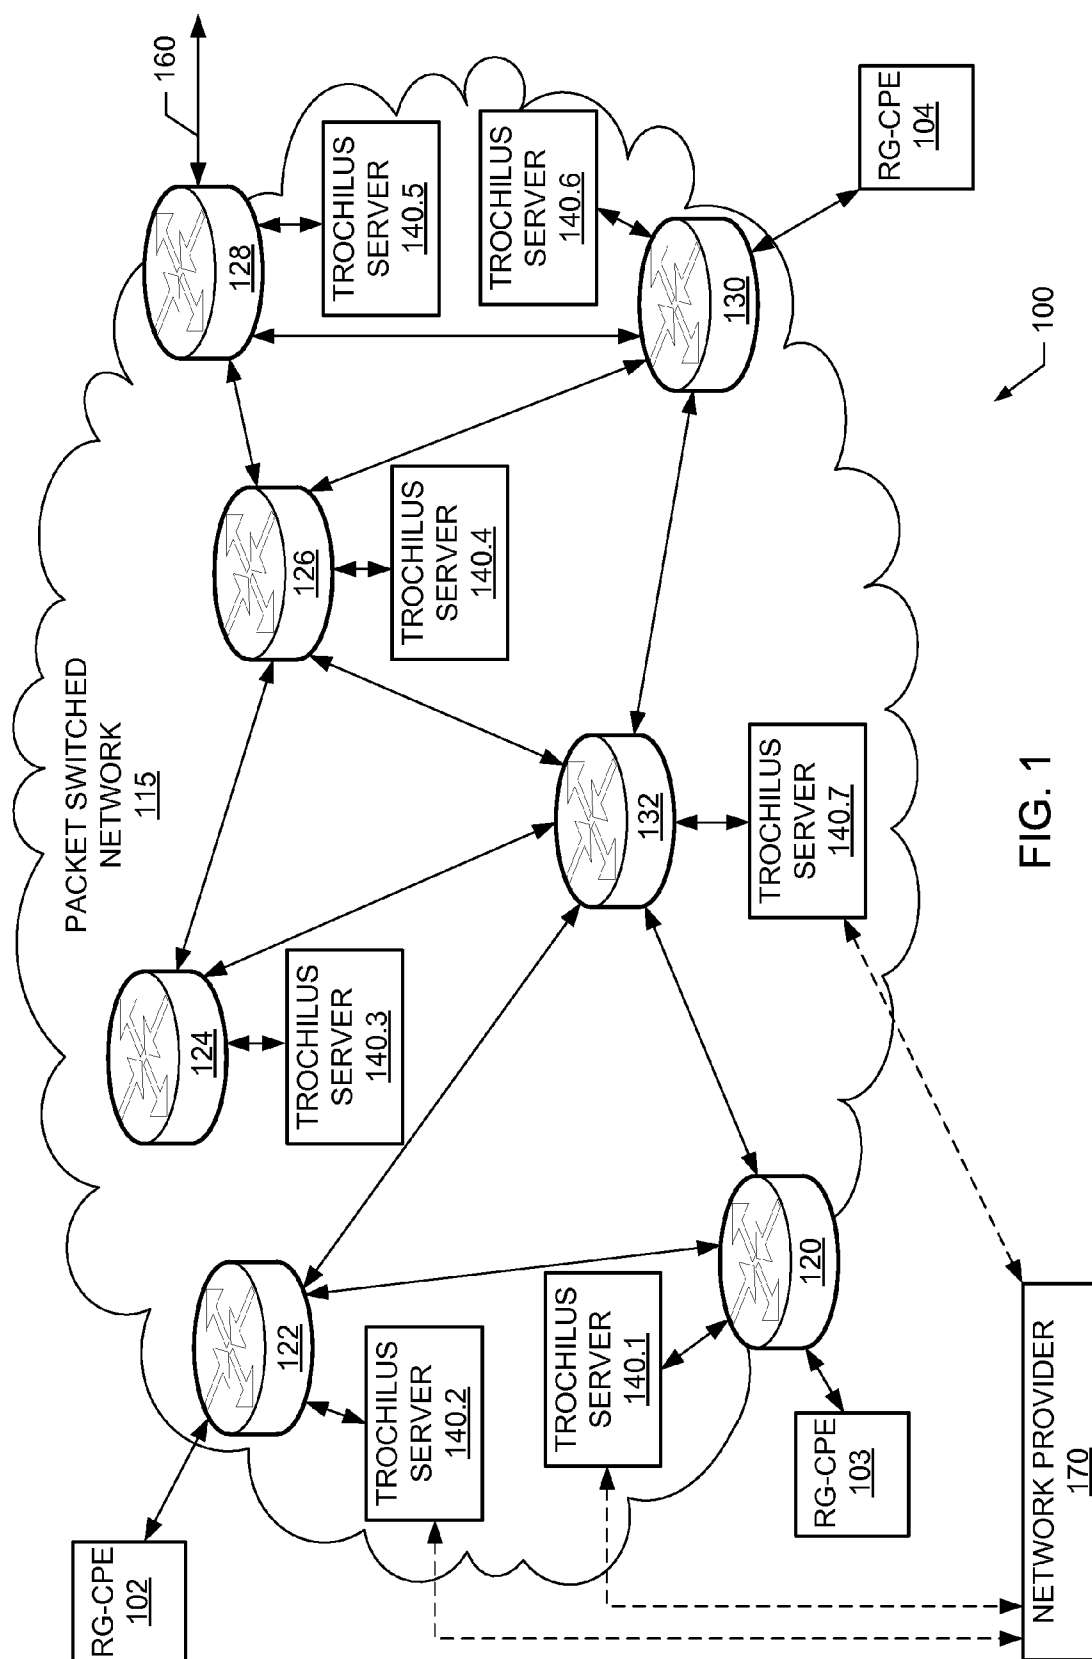 PACKET SWITCHED
NETWORK
115
RG-CPE
102
122
TROCHILUS
SERVER
140.2
124
TROCHILUS
SERVER
140.3
126
TROCHILUS
SERVER
140.4
128
160
TROCHILUS
SERVER
140.5
TROCHILUS
SERVER
140.6
130
RG-CPE
104
132
TROCHILUS
SERVER
140.7
TROCHILUS
SERVER
140.1
120
RG-CPE
103
NETWORK PROVIDER
170
100
FIG. 1